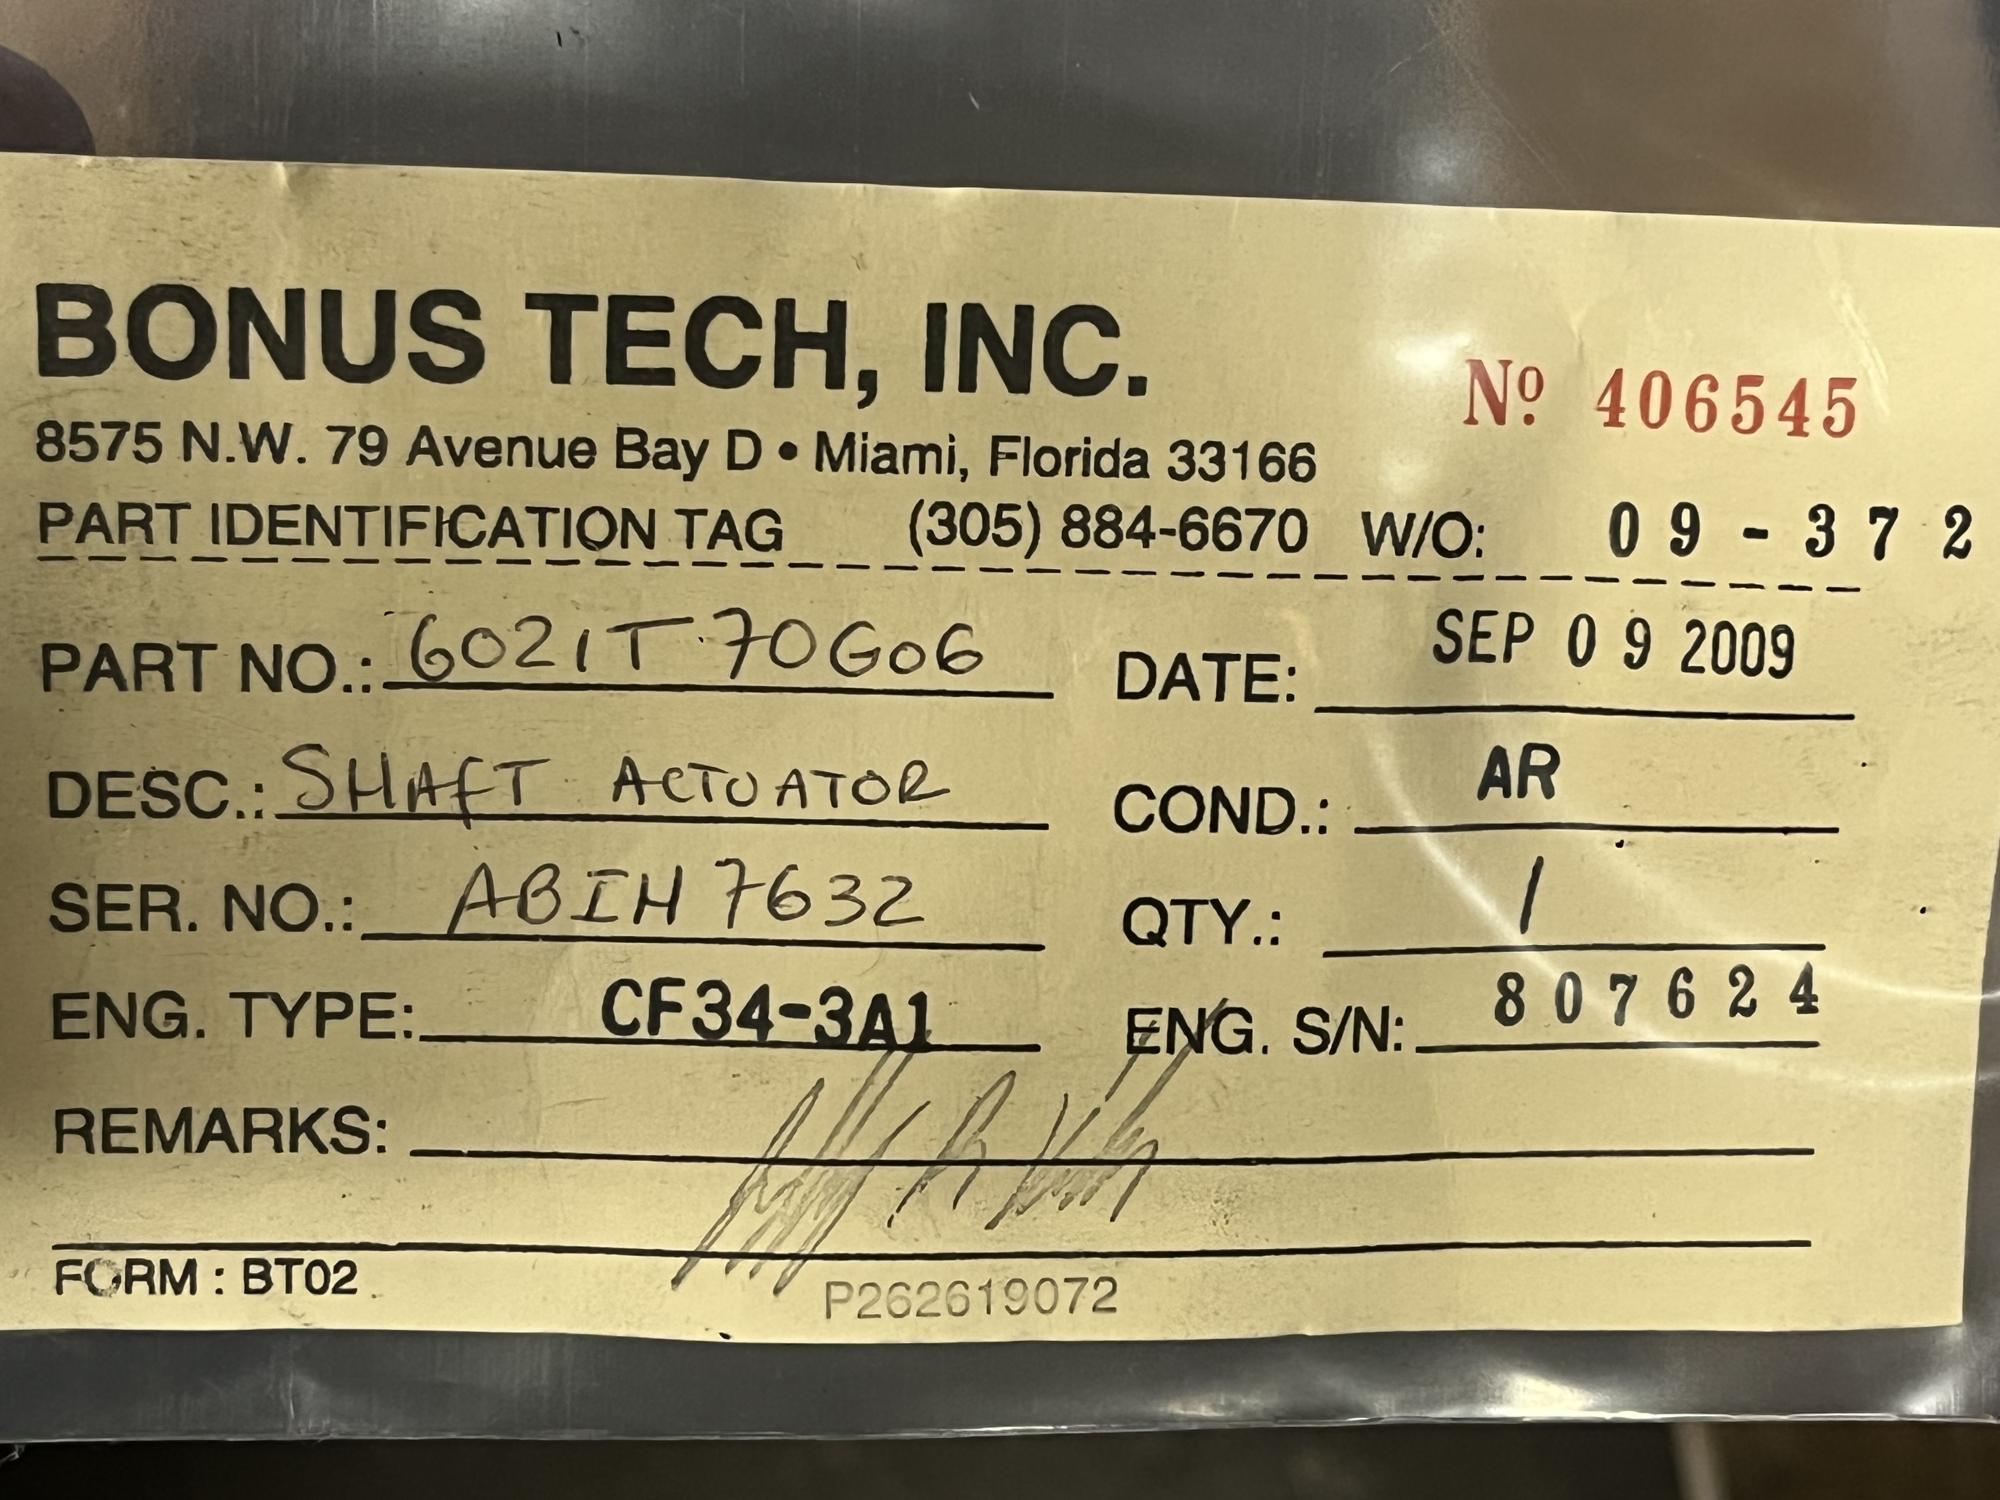 BONUS TECH, INC.
Nº 406545
8575 N.W. 79 Avenue Bay D • Miami, Florida 33166
PART IDENTIFICATION TAG (305) 884-6670 W/O: 09-372
PART NO.: 6021T70G06 DATE: SEP 09 2009
DESC.: SHAFT ACTUATOR COND.: AR
SER. NO.: ABIH7632 QTY.: 1
ENG. TYPE: CF34-3A1 ENG. S/N: 807624
REMARKS:
FORM : BT02
P262619072